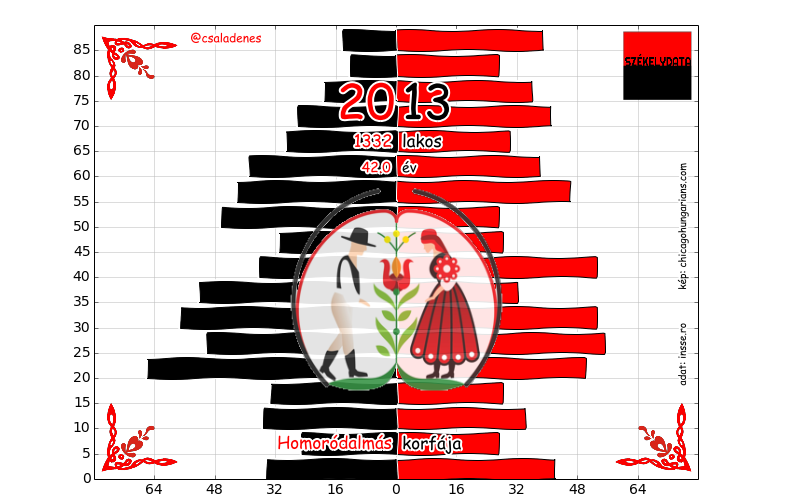 @csaladenes
SZÉKELYDATA
2013
1332 lakos
42.0 év
kép: chicagohungarians.com
adat: insse.ro
Homoródalmás korfája
85
80
75
70
65
60
55
50
45
40
35
30
25
20
15
10
5
0
64 48 32 16 0 16 32 48 64